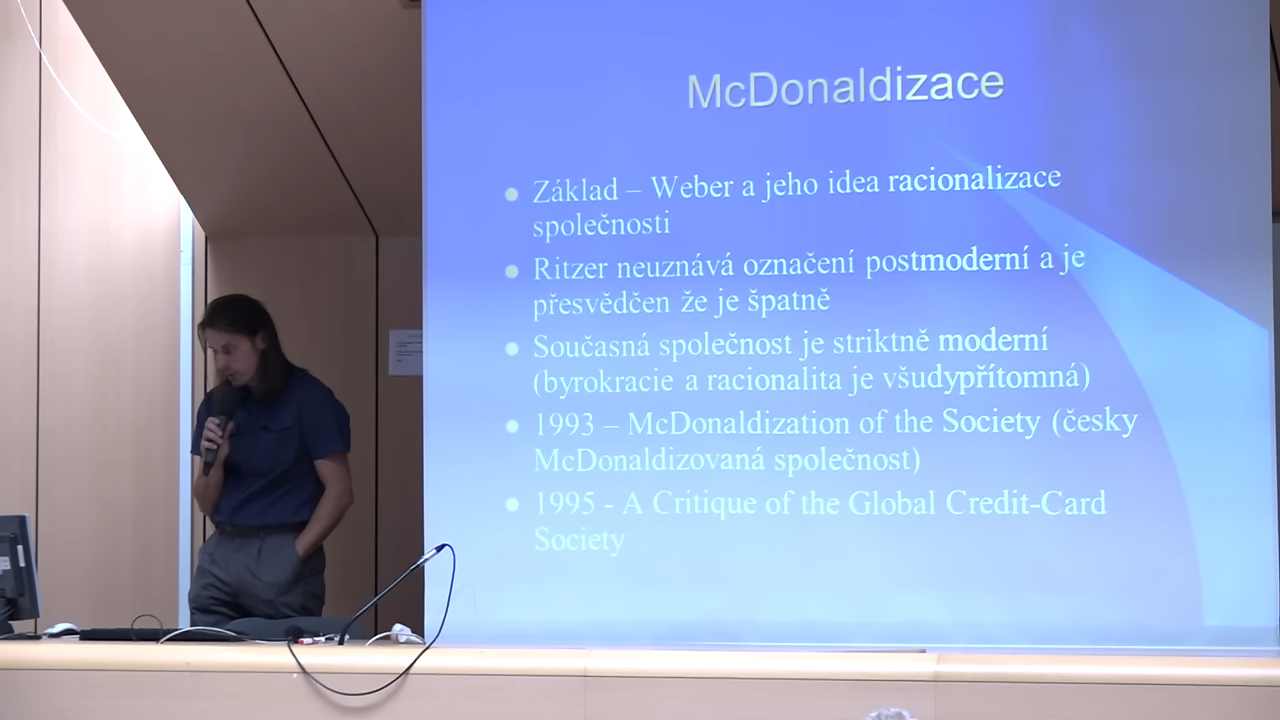 McDonaldizace
Základ – Weber a jeho idea racionalizace
společnosti
Ritzer neuznává označení postmoderní a je
přesvědčen že je špatně
Současná společnost je striktně moderní
(byrokracie a racionalita je všudypřítomná)
1993 – McDonaldization of the Society (česky
McDonaldizovaná společnost)
1995 - A Critique of the Global Credit-Card
Society